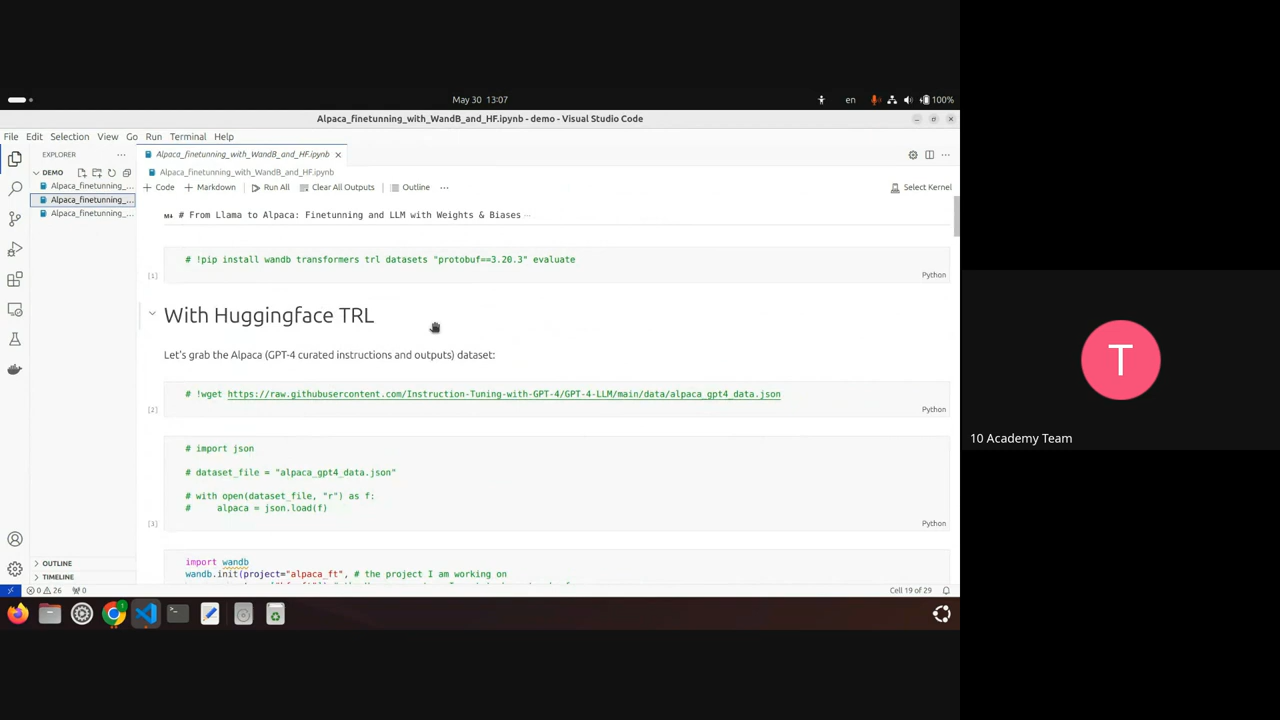 May 30 13:07
en
100%
Alpaca_finetunning_with_WandB_and_HF.ipynb - demo - Visual Studio Code
File Edit Selection View Go Run Terminal Help
EXPLORER
Alpaca_finetunning_with_WandB_and_HF.ipynb
DEMO
Alpaca_finetunning_with_WandB_and_HF.ipynb
Alpaca_finetunning_...
Alpaca_finetunning_...
Alpaca_finetunning_...
+ Code + Markdown Run All Clear All Outputs Outline ... Select Kernel
# From Llama to Alpaca: Finetunning and LLM with Weights & Biases ...
# !pip install wandb transformers trl datasets "protobuf==3.20.3" evaluate
[1] Python
With Huggingface TRL
Let's grab the Alpaca (GPT-4 curated instructions and outputs) dataset:
# !wget https://raw.githubusercontent.com/Instruction-Tuning-with-GPT-4/GPT-4-LLM/main/data/alpaca_gpt4_data.json
[2] Python
# import json
# dataset_file = "alpaca_gpt4_data.json"
# with open(dataset_file, "r") as f:
#     alpaca = json.load(f)
[3] Python
import wandb
wandb.init(project="alpaca_ft", # the project I am working on
OUTLINE
TIMELINE
0 26 0
Cell 19 of 29
T
10 Academy Team